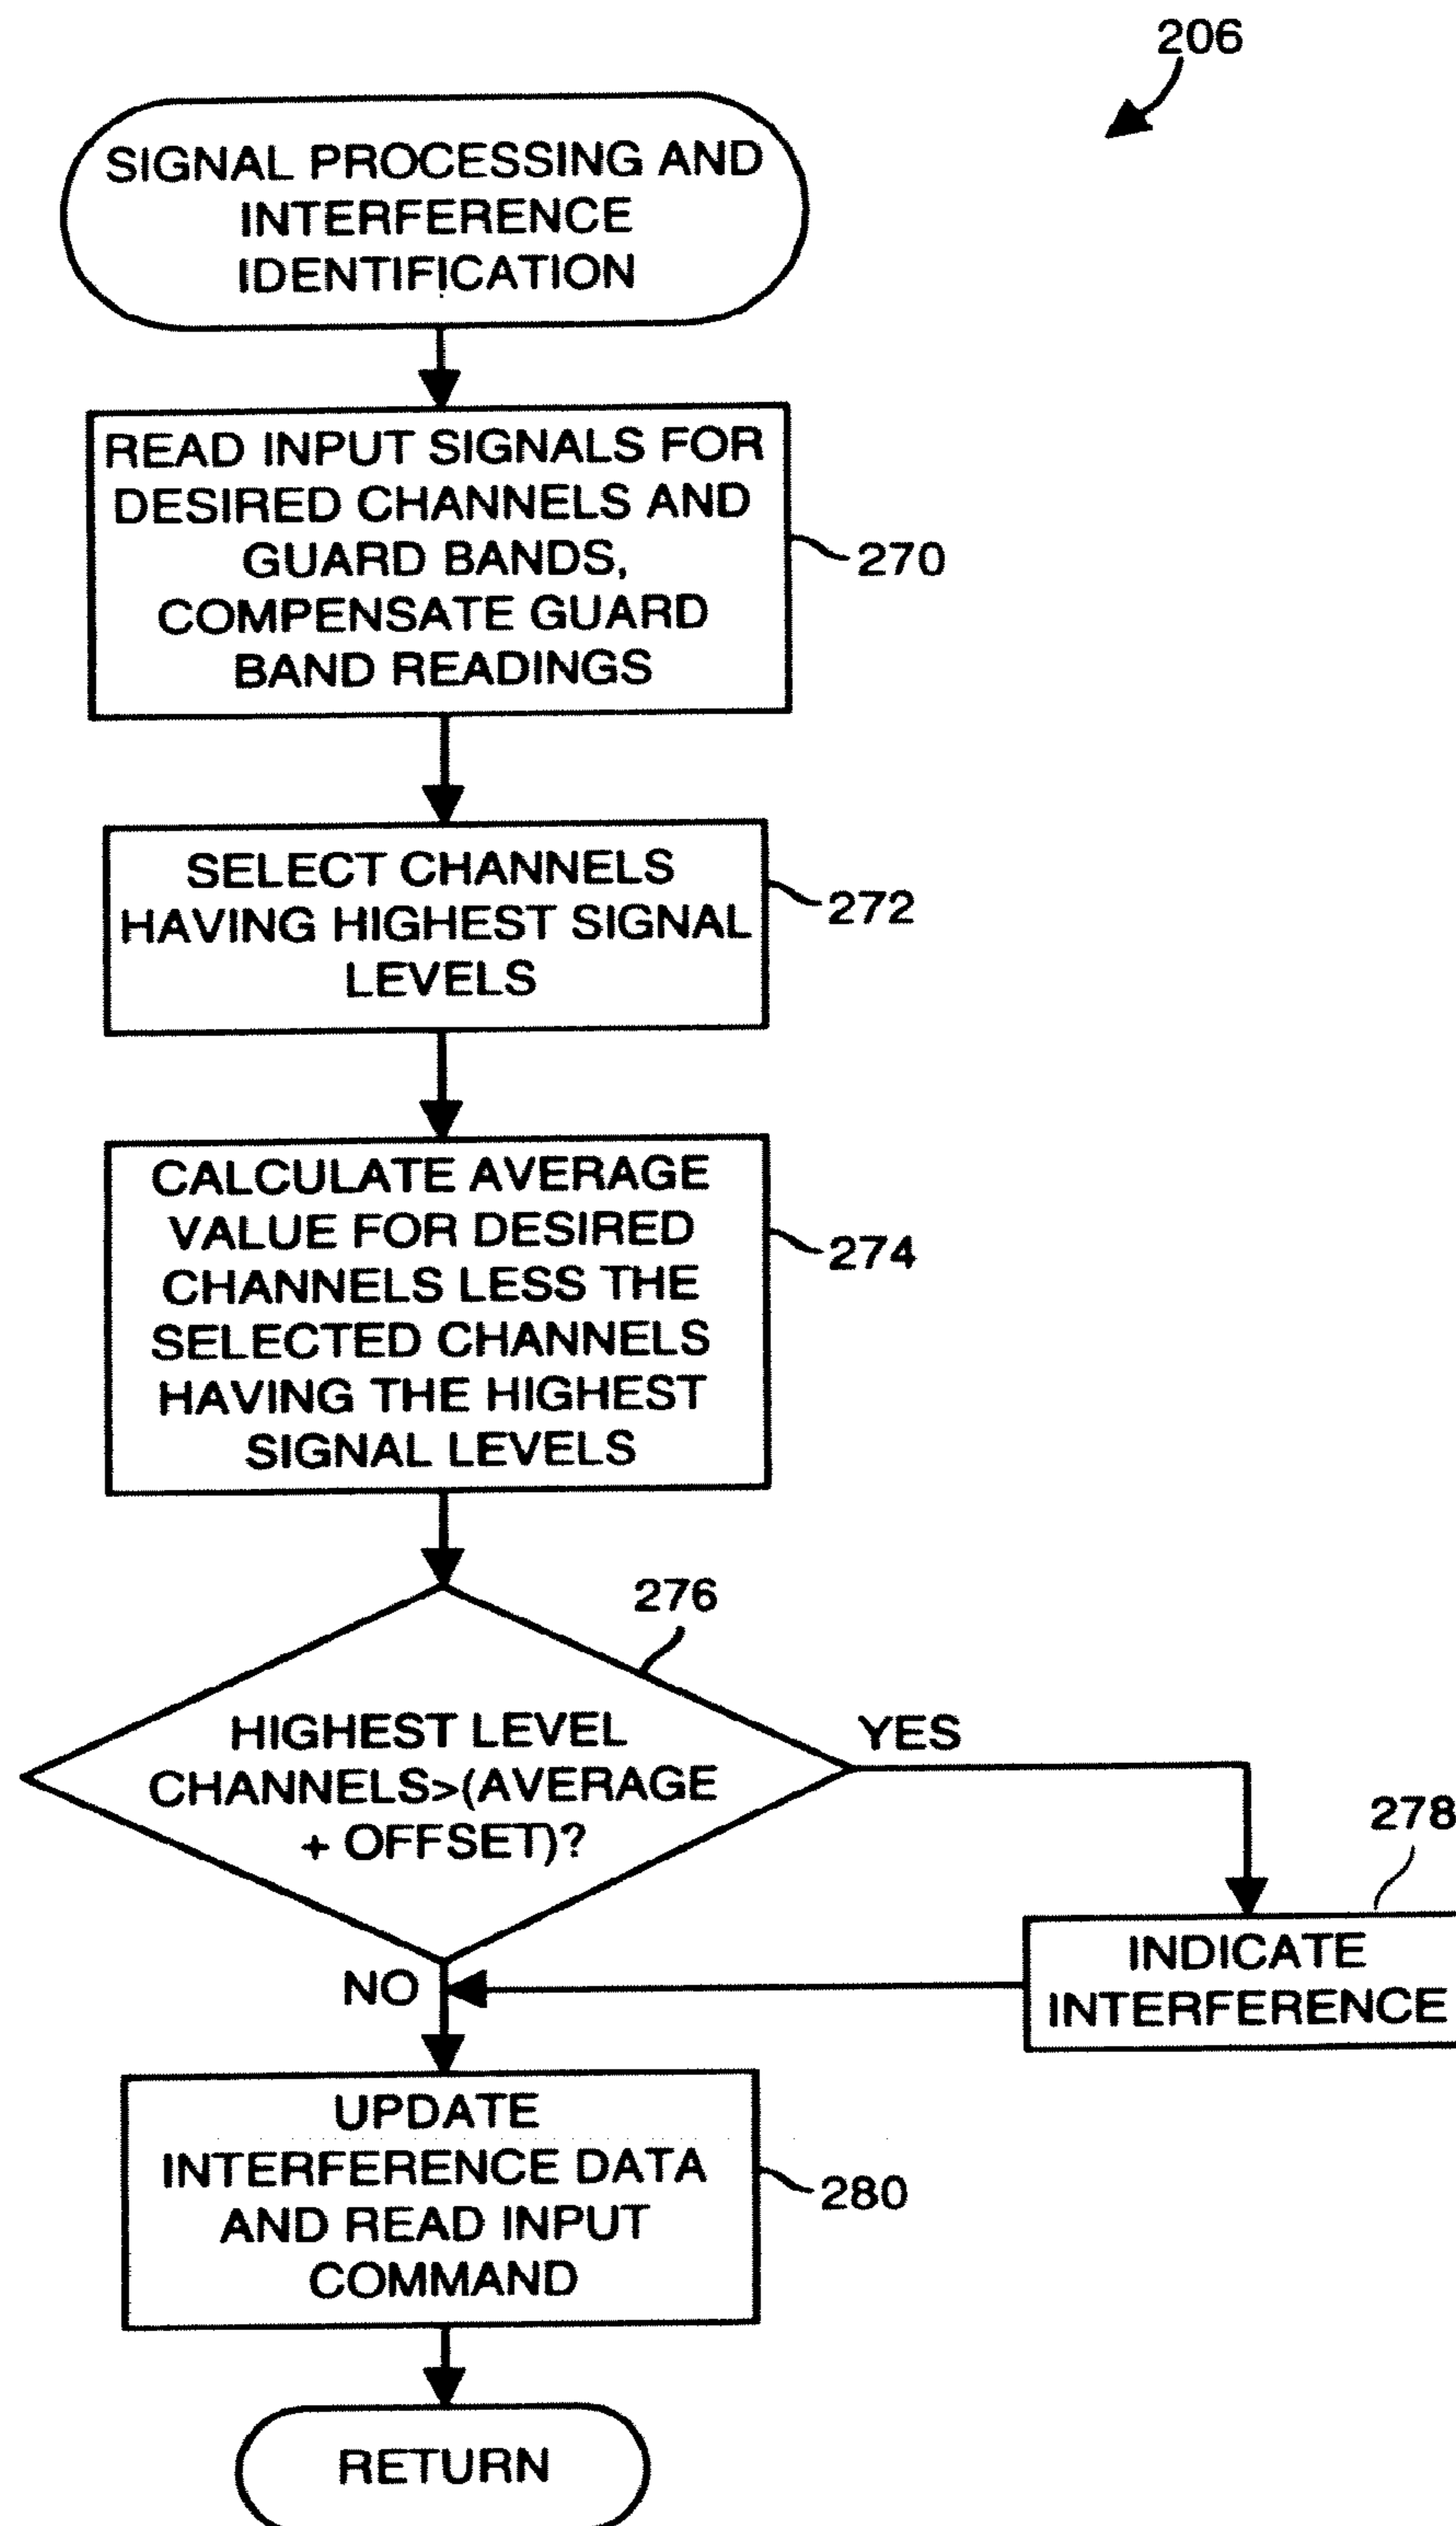 206
SIGNAL PROCESSING AND
INTERFERENCE
IDENTIFICATION
READ INPUT SIGNALS FOR
DESIRED CHANNELS AND
GUARD BANDS,
COMPENSATE GUARD
BAND READINGS
270
SELECT CHANNELS
HAVING HIGHEST SIGNAL
LEVELS
272
CALCULATE AVERAGE
VALUE FOR DESIRED
CHANNELS LESS THE
SELECTED CHANNELS
HAVING THE HIGHEST
SIGNAL LEVELS
274
276
HIGHEST LEVEL
CHANNELS>(AVERAGE
+ OFFSET)?
YES
278
INDICATE
INTERFERENCE
NO
UPDATE
INTERFERENCE DATA
AND READ INPUT
COMMAND
280
RETURN